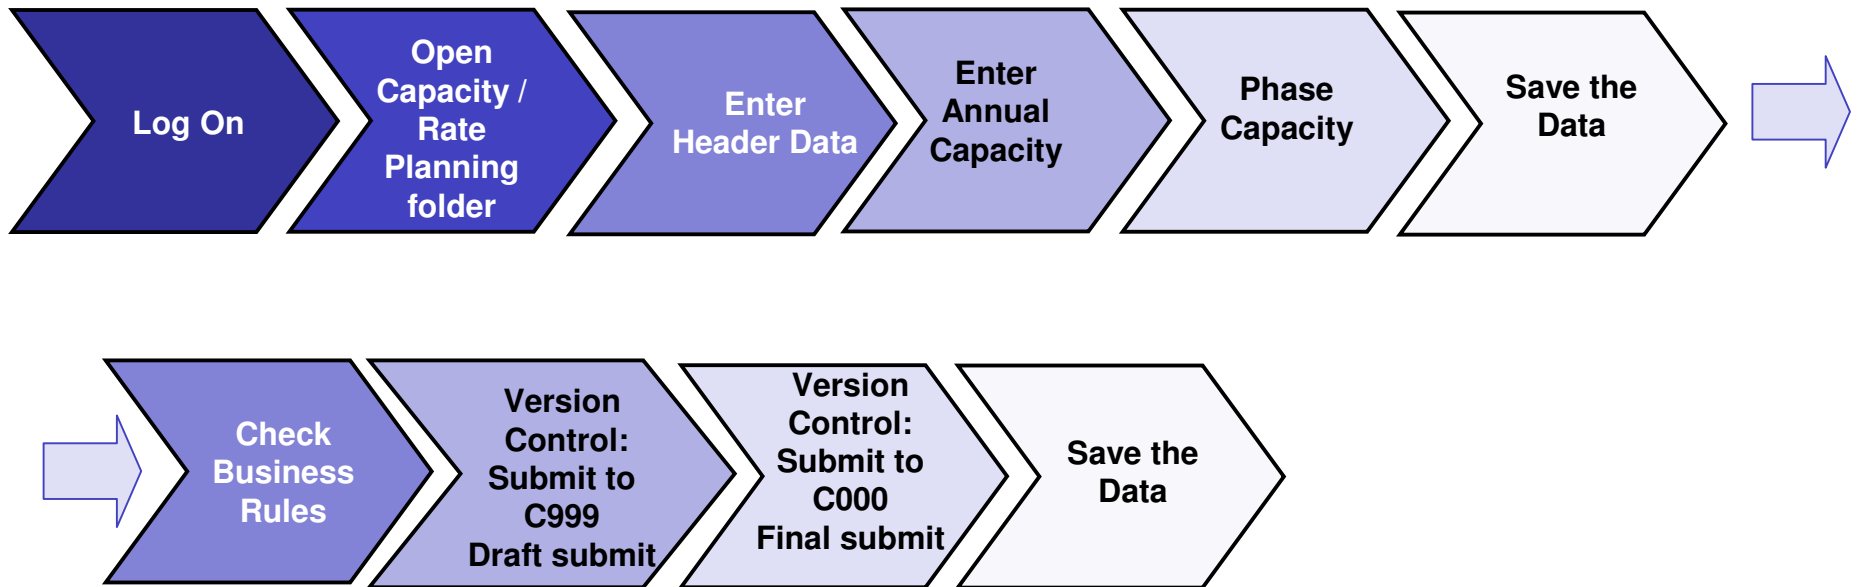 Log On
Open
Capacity /
Rate
Planning
folder
Enter
Header Data
Enter
Annual
Capacity
Phase
Capacity
Save the
Data
Check
Business
Rules
Version
Control:
Submit to
C999
Draft submit
Version
Control:
Submit to
C000
Final submit
Save the
Data